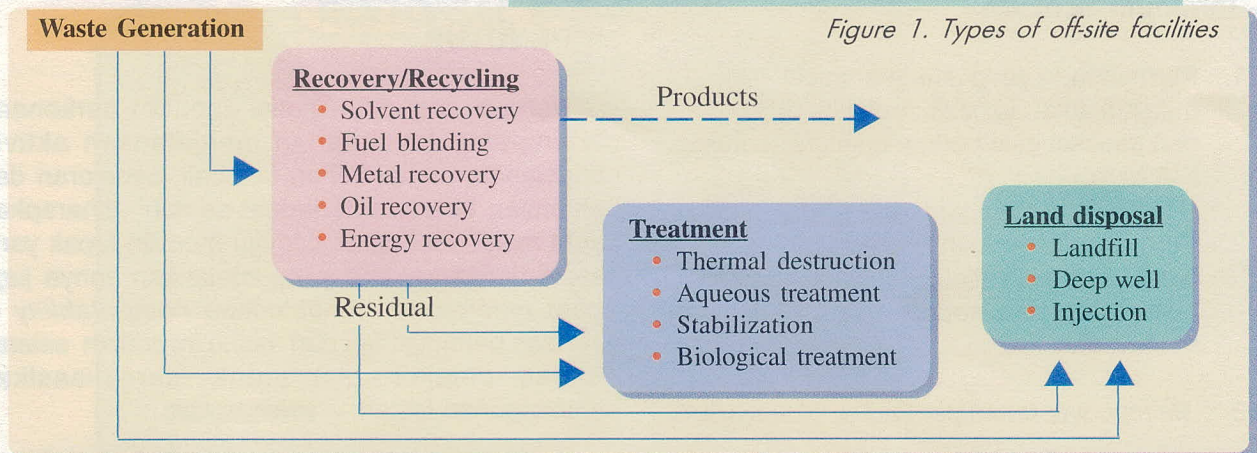 Waste Generation
Figure 1. Types of off-site facilities
Recovery/Recycling
• Solvent recovery
• Fuel blending
• Metal recovery
• Oil recovery
• Energy recovery
Products
Residual
Treatment
• Thermal destruction
• Aqueous treatment
• Stabilization
• Biological treatment
Land disposal
• Landfill
• Deep well
• Injection